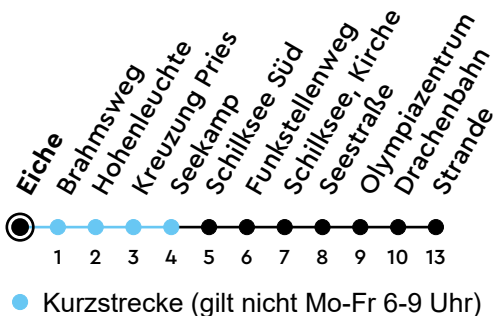 Eiche
Brahmsweg
Hohenleuchte
Kreuzung Pries
Seekamp
Schilksee Süd
Funkstellenweg
Schilksee, Kirche
Seestraße
Olympiazentrum
Drachenbahn
Strande
1 2 3 4 5 6 7 8 9 10 13
Kurzstrecke (gilt nicht Mo-Fr 6-9 Uhr)